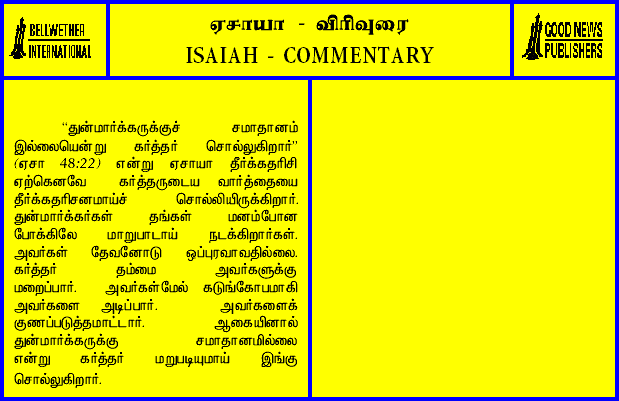 BELLWETHER
INTERNATIONAL
ஏசாயா - விரிவுரை
ISAIAH - COMMENTARY
GOOD NEWS
PUBLISHERS
“துன்மார்க்கருக்குச் சமாதானம்
இல்லையென்று கர்த்தர் சொல்லுகிறார்”
(ஏசா 48:22) என்று ஏசாயா தீர்க்கதரிசி
ஏற்கெனவே கர்த்தருடைய வார்த்தையை
தீர்க்கதரிசனமாய்ச் சொல்லியிருக்கிறார்.
துன்மார்க்கர்கள் தங்கள் மனம்போன
போக்கிலே மாறுபாடாய் நடக்கிறார்கள்.
அவர்கள் தேவனோடு ஒப்புரவாவதில்லை.
கர்த்தர் தம்மை அவர்களுக்கு
மறைப்பார். அவர்கள்மேல் கடுங்கோபமாகி
அவர்களை அடிப்பார். அவர்களைக்
குணப்படுத்தமாட்டார். ஆகையினால்
துன்மார்க்கருக்கு சமாதானமில்லை
என்று கர்த்தர் மறுபடியுமாய் இங்கு
சொல்லுகிறார்.